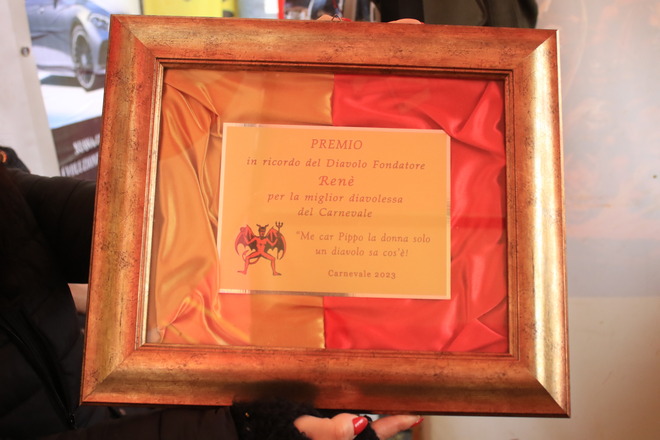 PREMIO
in ricordo del Diavolo Fondatore
Renè
per la miglior diavolessa
del Carnevale
"Me car Pippo la donna solo
un diavolo sa cos'è!
Carnevale 2023